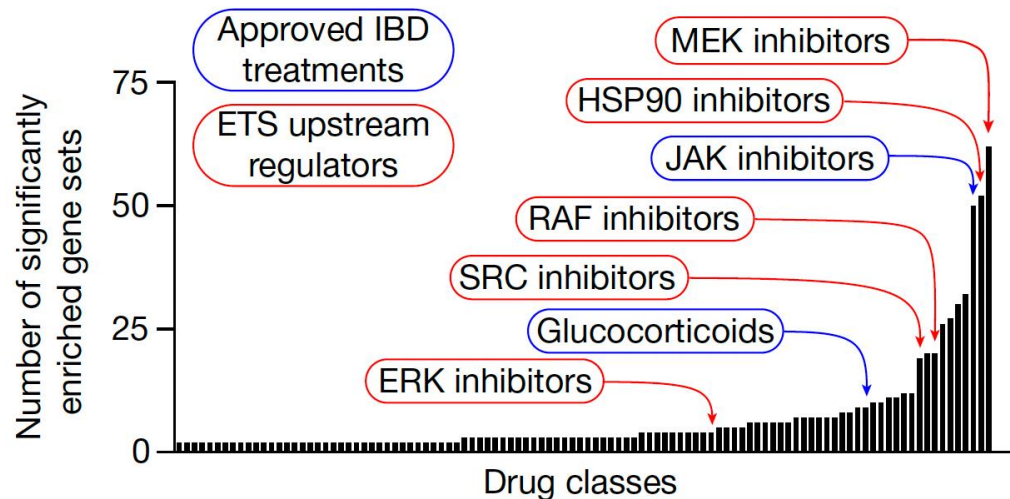 Approved IBD
treatments
ETS upstream
regulators
MEK inhibitors
HSP90 inhibitors
JAK inhibitors
RAF inhibitors
SRC inhibitors
Glucocorticoids
ERK inhibitors
Number of significantly
enriched gene sets
75
50
25
0
Drug classes